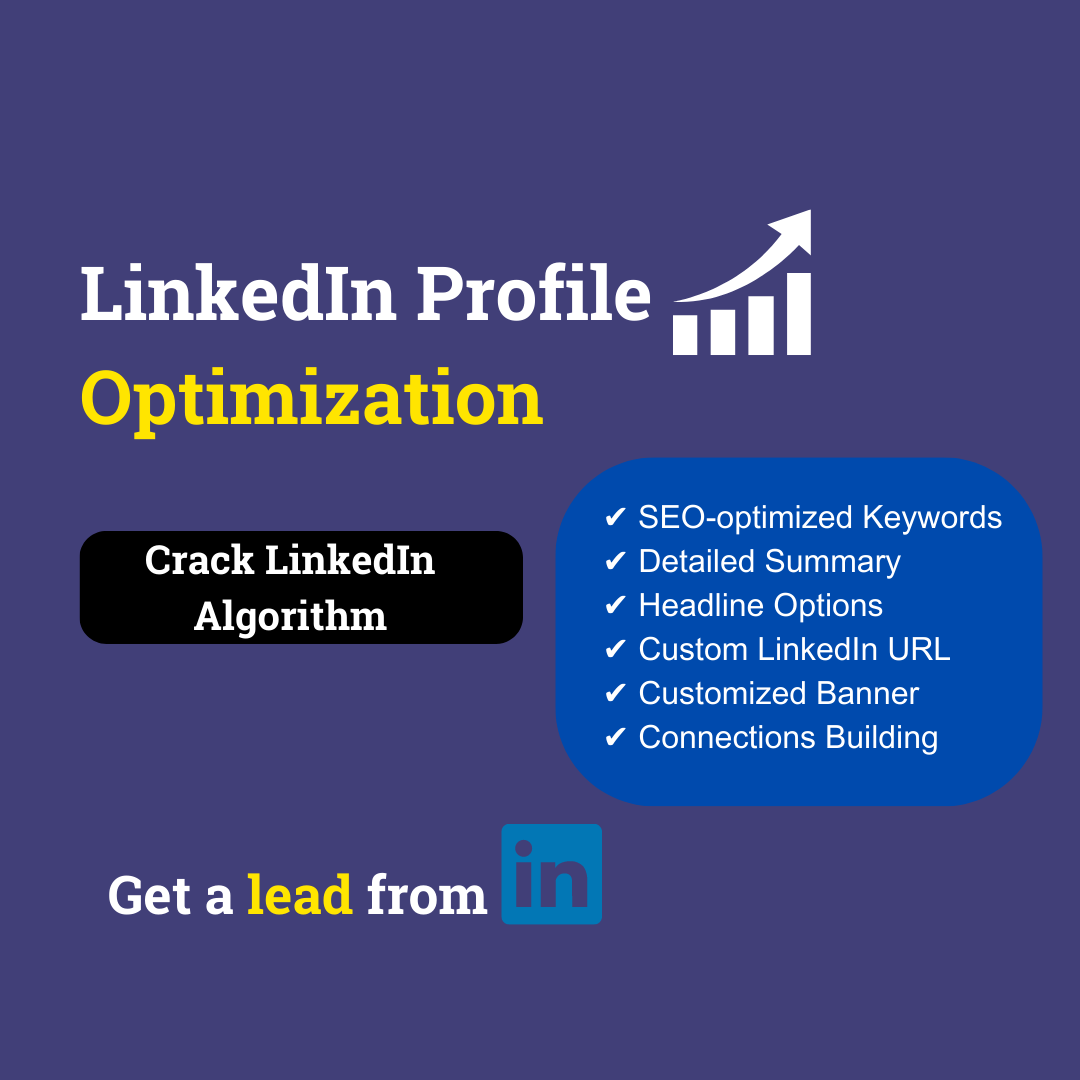 LinkedIn Profile
Optimization
Crack LinkedIn
Algorithm
✔ SEO-optimized Keywords
✔ Detailed Summary
✔ Headline Options
✔ Custom LinkedIn URL
✔ Customized Banner
✔ Connections Building
Get a lead from in